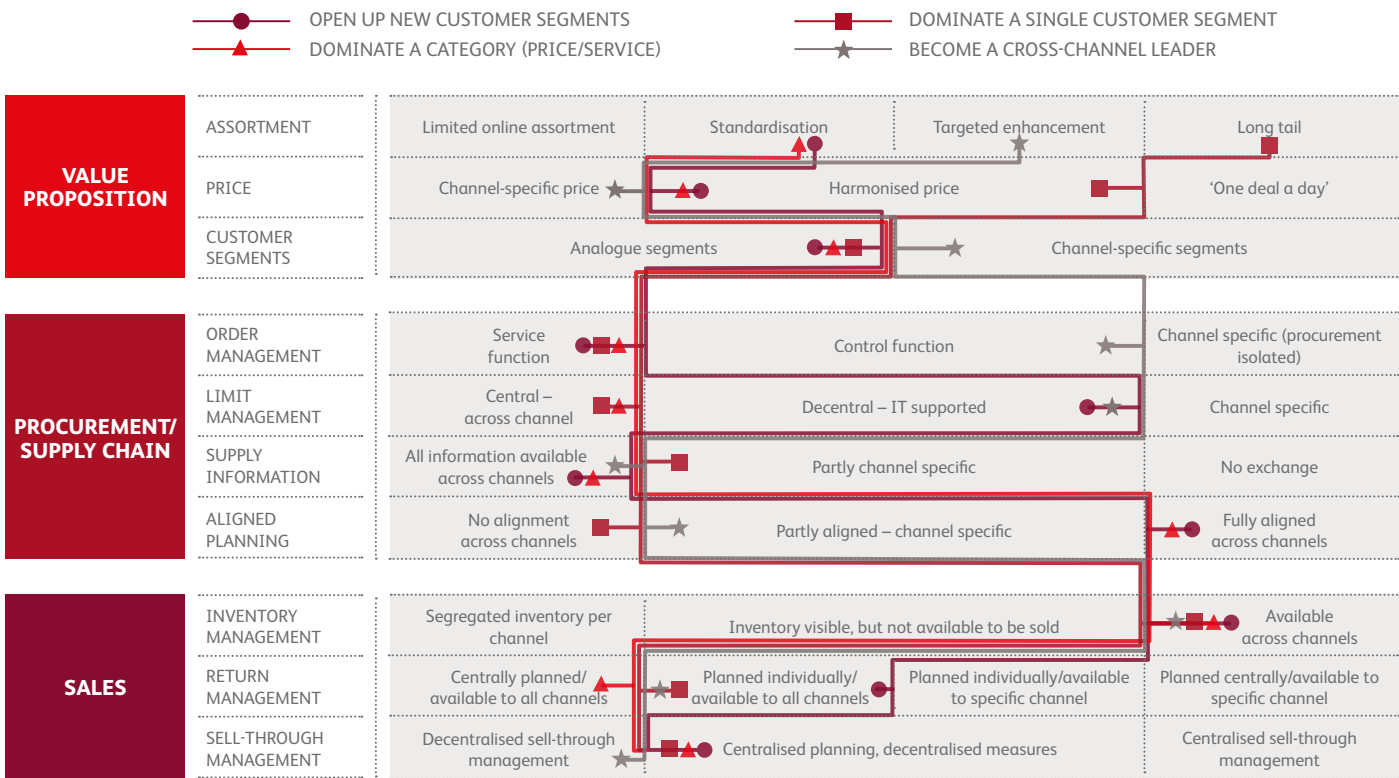 OPEN UP NEW CUSTOMER SEGMENTS
DOMINATE A SINGLE CUSTOMER SEGMENT
DOMINATE A CATEGORY (PRICE/SERVICE)
BECOME A CROSS-CHANNEL LEADER
VALUE
PROPOSITION
ASSORTMENT
Limited online assortment
Standardisation
Targeted enhancement
Long tail
PRICE
Channel-specific price
Harmonised price
‘One deal a day’
CUSTOMER
SEGMENTS
Analogue segments
Channel-specific segments
PROCUREMENT/
SUPPLY CHAIN
ORDER
MANAGEMENT
Service
function
Control function
Channel specific (procurement
isolated)
LIMIT
MANAGEMENT
Central –
across channel
Decentral – IT supported
Channel specific
SUPPLY
INFORMATION
All information available
across channels
Partly channel specific
No exchange
ALIGNED
PLANNING
No alignment
across channels
Partly aligned – channel specific
Fully aligned
across channels
SALES
INVENTORY
MANAGEMENT
Segregated inventory per
channel
Inventory visible, but not available to be sold
Available
across channels
RETURN
MANAGEMENT
Centrally planned/
available to all channels
Planned individually/
available to all channels
Planned individually/available
to specific channel
Planned centrally/available to
specific channel
SELL-THROUGH
MANAGEMENT
Decentralised sell-through
management
Centralised planning, decentralised measures
Centralised sell-through
management